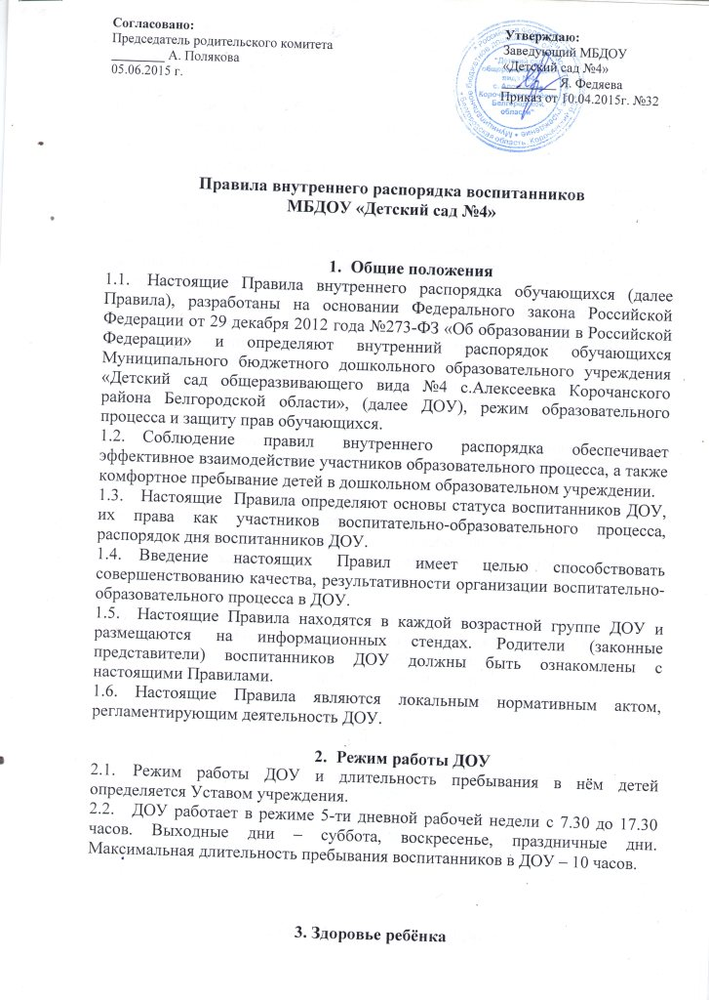 Согласовано:
Председатель родительского комитета
________ А. Полякова
05.06.2015 г.
Утверждаю:
Заведующий МБДОУ
«Детский сад №4»
________ Я. Федяева
Приказ от 10.04.2015г. №32
Правила внутреннего распорядка воспитанников
МБДОУ «Детский сад №4»
1. Общие положения
1.1. Настоящие Правила внутреннего распорядка обучающихся (далее
Правила), разработаны на основании Федерального закона Российской
Федерации от 29 декабря 2012 года №273-ФЗ «Об образовании в Российской
Федерации» и определяют внутренний распорядок обучающихся
Муниципального бюджетного дошкольного образовательного учреждения
«Детский сад общеразвивающего вида №4 с.Алексеевка Корочанского
района Белгородской области», (далее ДОУ), режим образовательного
процесса и защиту прав обучающихся.
1.2. Соблюдение правил внутреннего распорядка обеспечивает
эффективное взаимодействие участников образовательного процесса, а также
комфортное пребывание детей в дошкольном образовательном учреждении.
1.3. Настоящие Правила определяют основы статуса воспитанников ДОУ,
их права как участников воспитательно-образовательного процесса,
распорядок дня воспитанников ДОУ.
1.4. Введение настоящих Правил имеет целью способствовать
совершенствованию качества, результативности организации воспитательно-
образовательного процесса в ДОУ.
1.5. Настоящие Правила находятся в каждой возрастной группе ДОУ и
размещаются на информационных стендах. Родители (законные
представители) воспитанников ДОУ должны быть ознакомлены с
настоящими Правилами.
1.6. Настоящие Правила являются локальным нормативным актом,
регламентирующим деятельность ДОУ.
2. Режим работы ДОУ
2.1. Режим работы ДОУ и длительность пребывания в нём детей
определяется Уставом учреждения.
2.2. ДОУ работает в режиме 5-ти дневной рабочей недели с 7.30 до 17.30
часов. Выходные дни – суббота, воскресенье, праздничные дни.
Максимальная длительность пребывания воспитанников в ДОУ – 10 часов.
3. Здоровье ребёнка